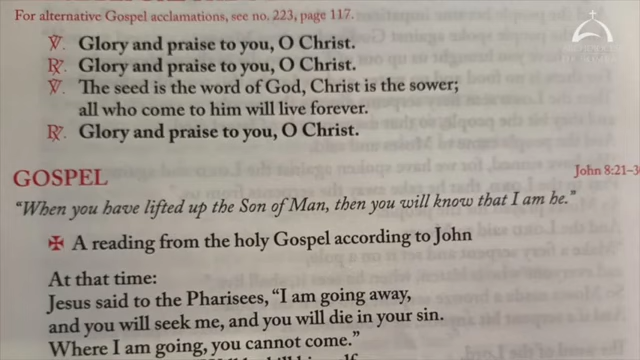 For alternative Gospel acclamations, see no. 223, page 117.
℣. Glory and praise to you, O Christ.
℟. Glory and praise to you, O Christ.
℣. The seed is the word of God, Christ is the sower;
all who come to him will live forever.
℟. Glory and praise to you, O Christ.
GOSPEL
John 8:21-3
“When you have lifted up the Son of Man, then you will know that I am he.”
✠ A reading from the holy Gospel according to John
At that time:
Jesus said to the Pharisees, “I am going away,
and you will seek me, and you will die in your sin.
Where I am going, you cannot come.”